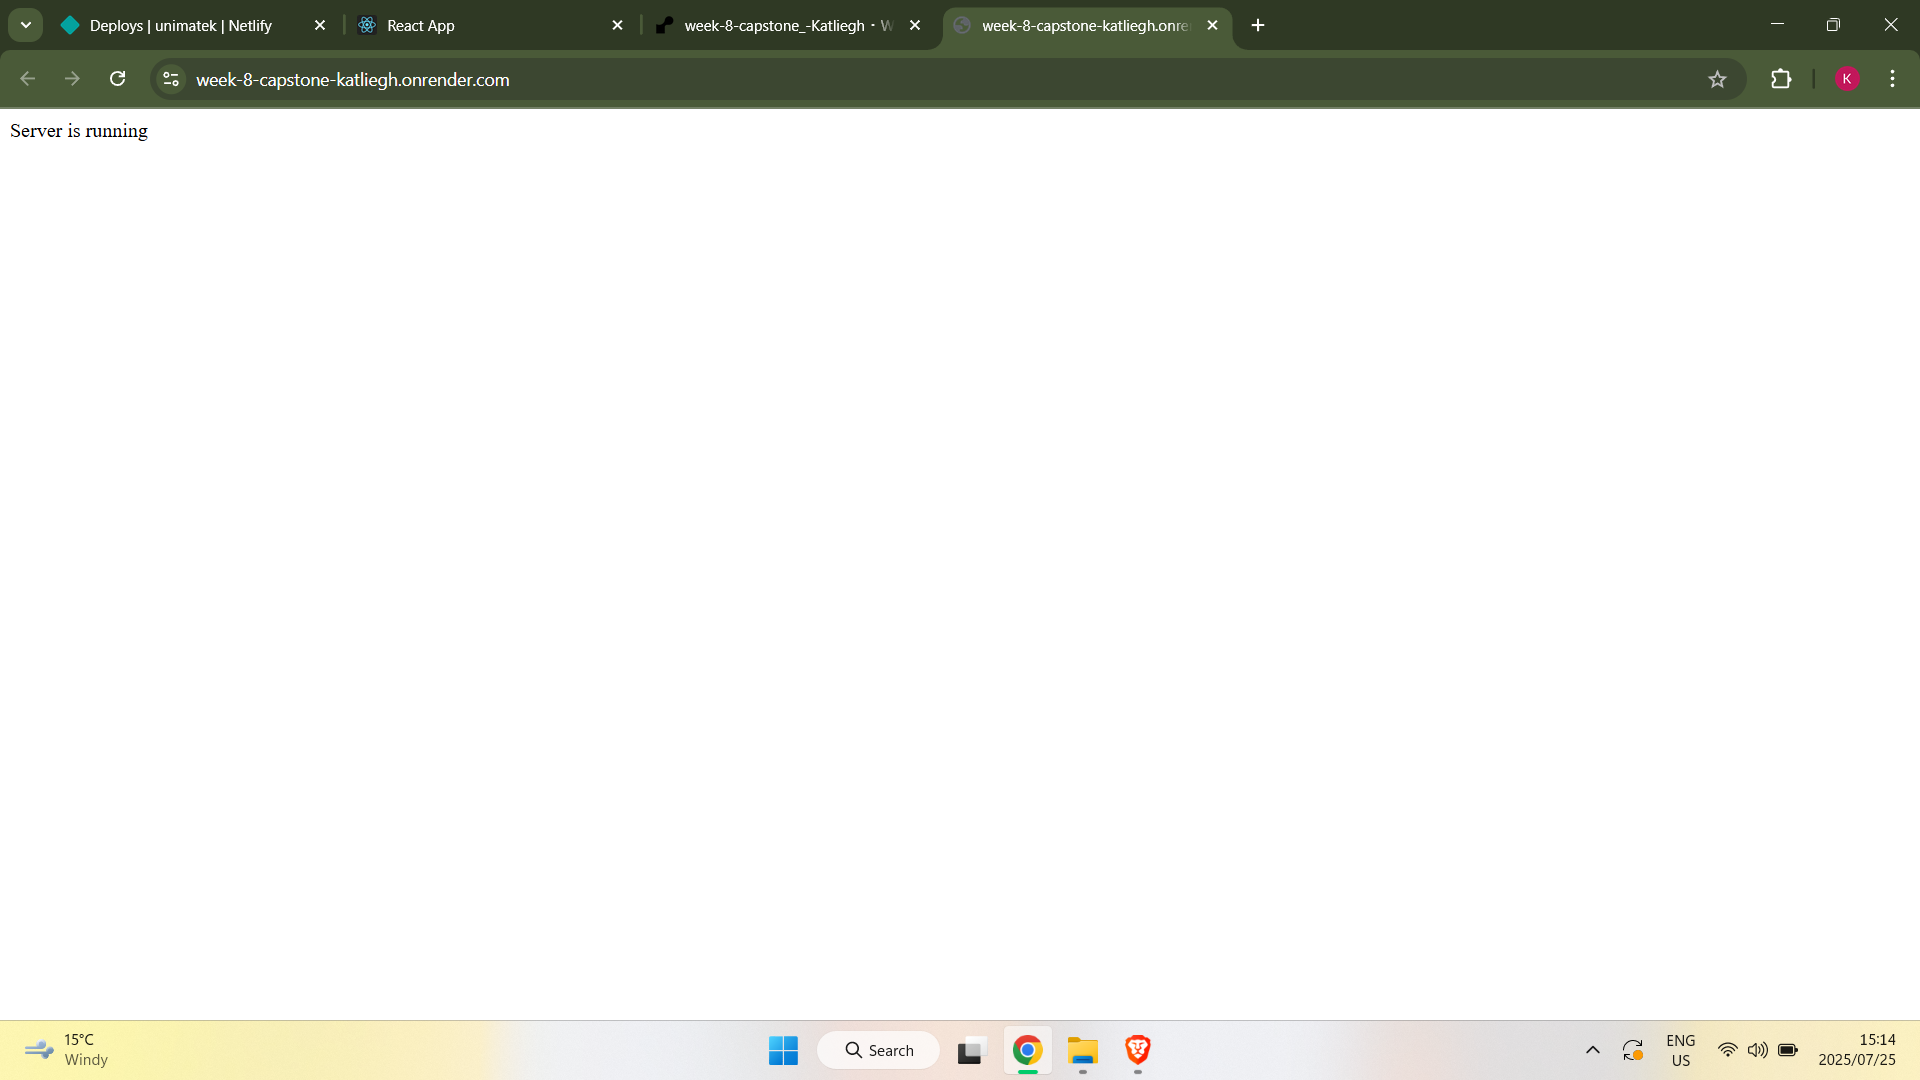 Deploys | unimatek | Netlify
React App
week-8-capstone_-Katliegh · W
week-8-capstone-katliegh.onre
week-8-capstone-katliegh.onrender.com
K
Server is running
15°C
Windy
Search
ENG
US
15:14
2025/07/25